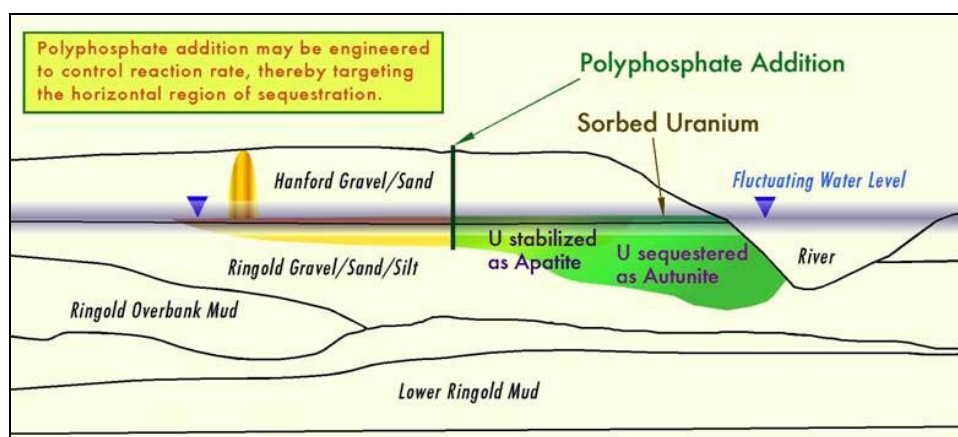 Polyphosphate addition may be engineered
to control reaction rate, thereby targeting
the horizontal region of sequestration.
Polyphosphate Addition
Sorbed Uranium
Hanford Gravel/Sand
Fluctuating Water Level
U stabilized
as Apatite
U sequestered
as Autunite
River
Ringold Gravel/Sand/Silt
Ringold Overbank Mud
Lower Ringold Mud